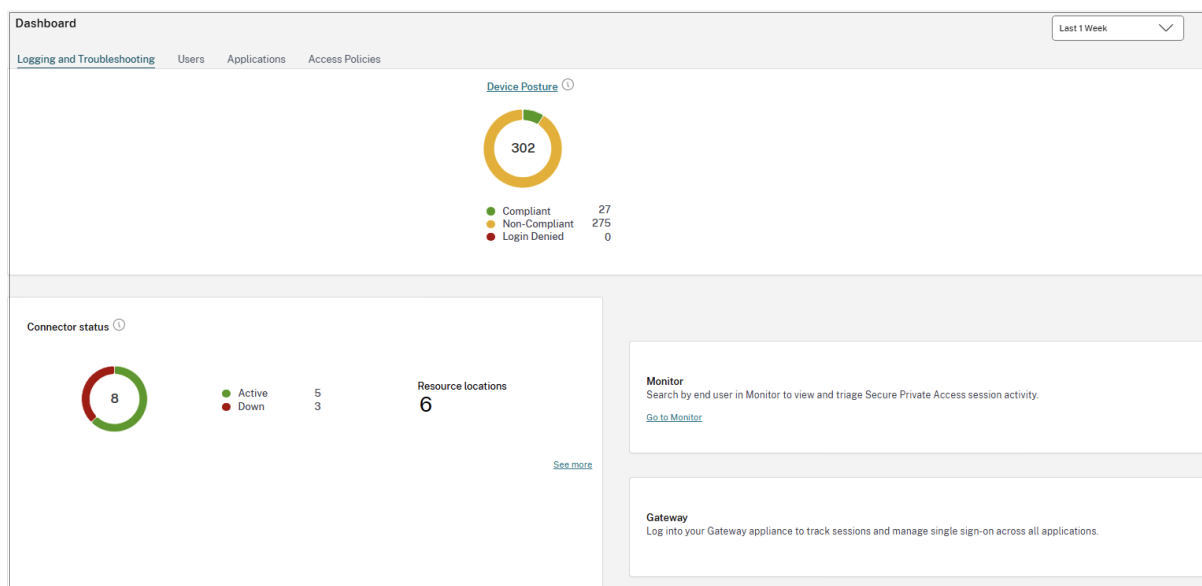 Dashboard
Last 1 Week
Logging and Troubleshooting Users Applications Access Policies
Device Posture
302
Compliant 27
Non-Compliant 275
Login Denied 0
Connector status
8
Active 5
Down 3
Resource locations
6
See more
Monitor
Search by end user in Monitor to view and triage Secure Private Access session activity.
Go to Monitor
Gateway
Log into your Gateway appliance to track sessions and manage single sign-on across all applications.